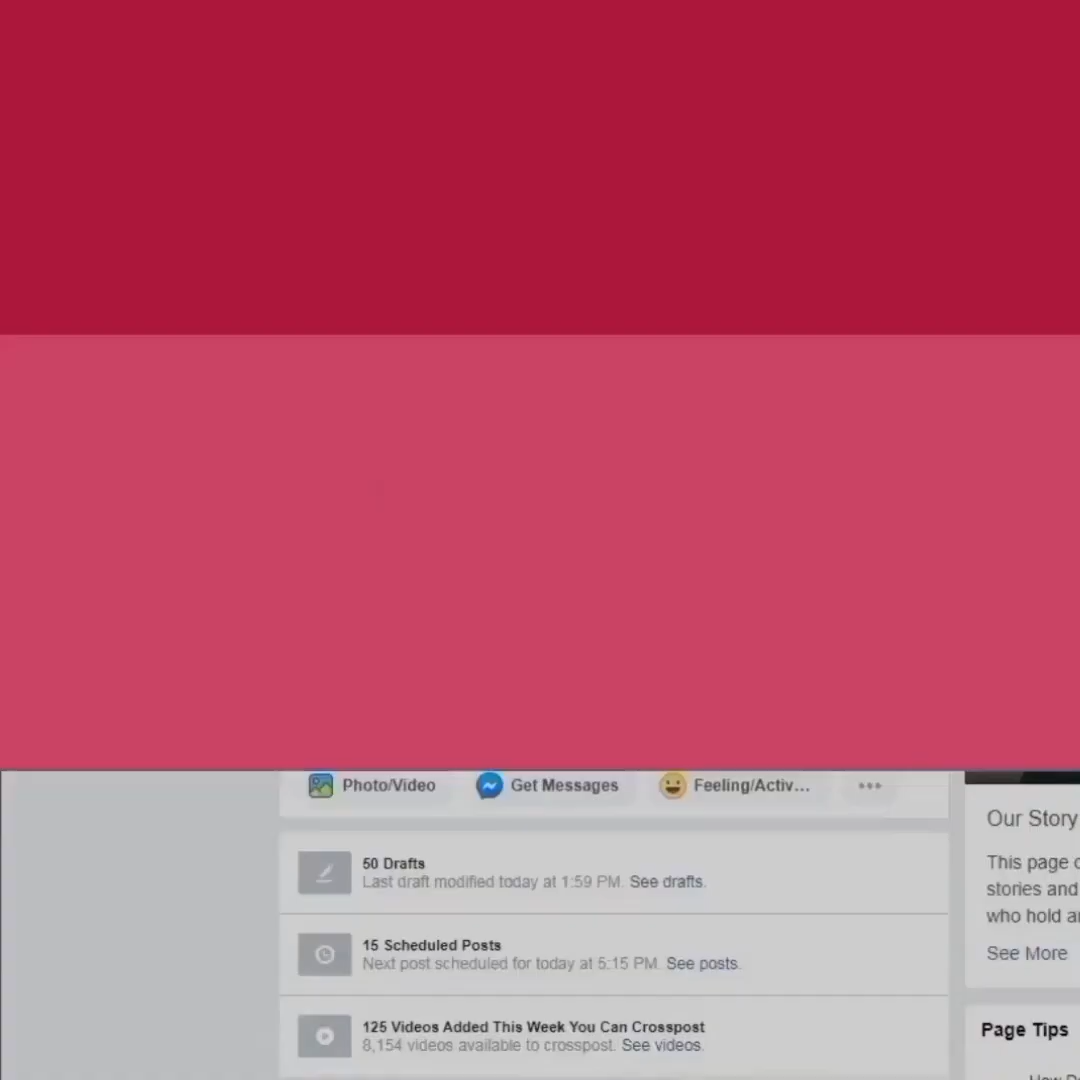 Photo/Video Get Messages Feeling/Activ... 
50 Drafts
Last draft modified today at 1:59 PM. See drafts.
15 Scheduled Posts
Next post scheduled for today at 5:15 PM. See posts.
125 Videos Added This Week You Can Crosspost
8,154 videos available to crosspost. See videos.
Our Story
This page
stories and
who hold
See More
Page Tips